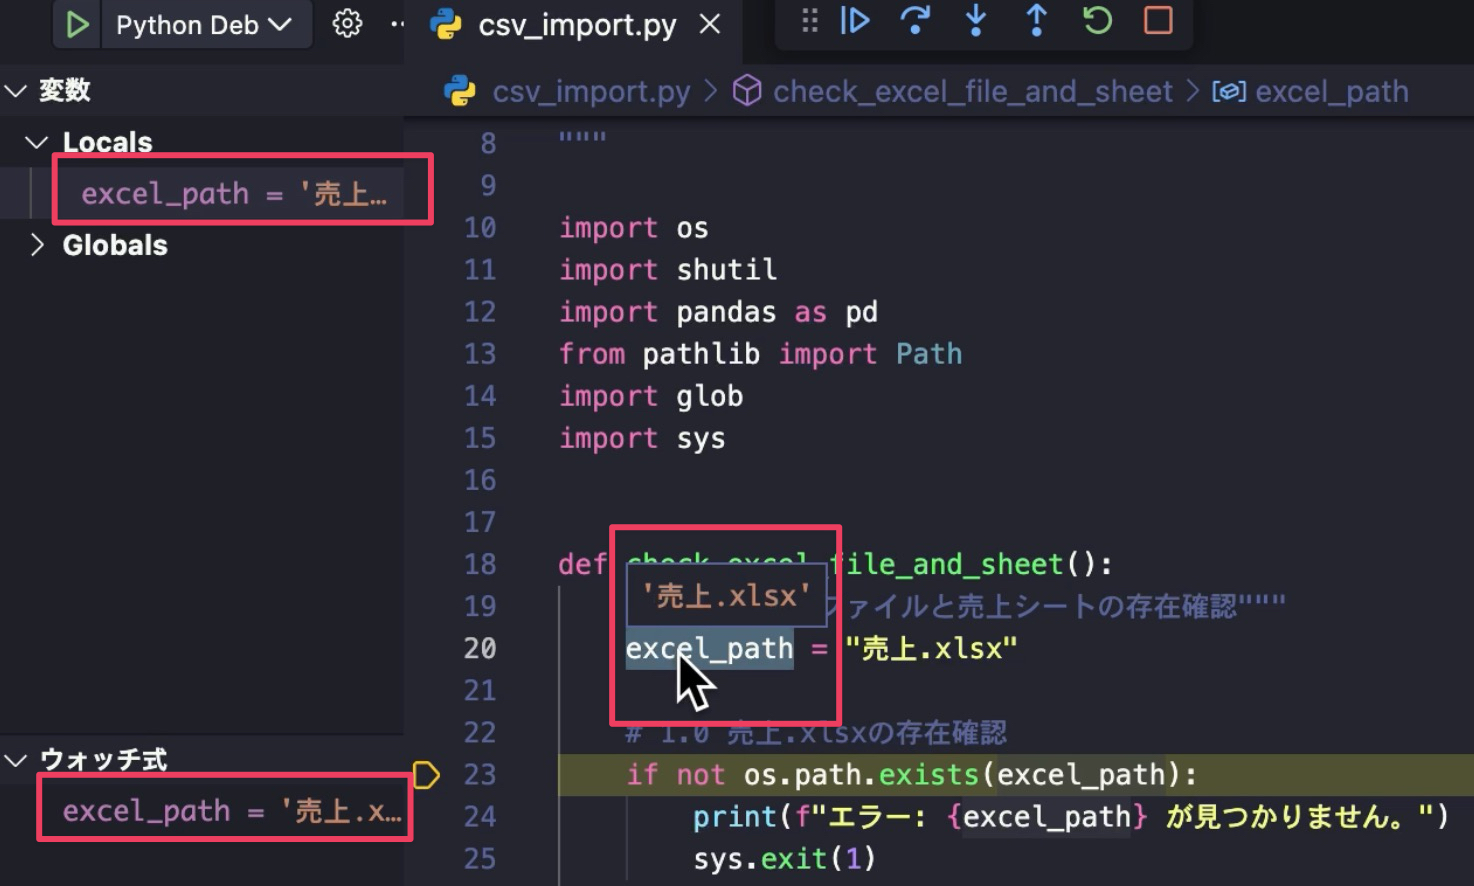 Python Deb
csv_import.py
変数
Locals
excel_path = '売上…
Globals
ウォッチ式
excel_path = '売上.x…
csv_import.py > check_excel_file_and_sheet > excel_path
8 """
9
10 import os
11 import shutil
12 import pandas as pd
13 from pathlib import Path
14 import glob
15 import sys
16
17
18 def check_excel_file_and_sheet():
'売上.xlsx'
19 ファイルと売上シートの存在確認"""
20 excel_path = "売上.xlsx"
21
22 # 1.0 売上.xlsxの存在確認
23 if not os.path.exists(excel_path):
24 print(f"エラー: {excel_path} が見つかりません。")
25 sys.exit(1)